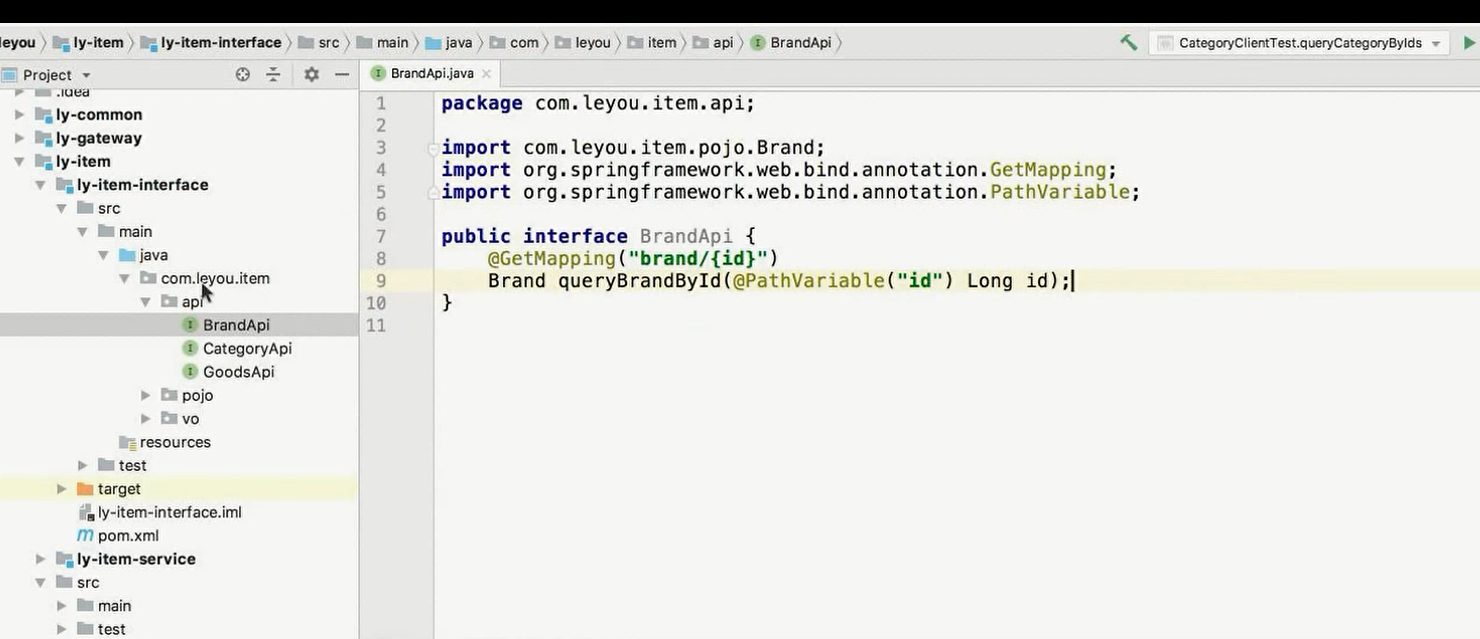 leyou ly-item ly-item-interface src main java com leyou item api BrandApi CategoryClientTest.queryCategoryByIds
Project
BrandApi.java
.idea
ly-common
ly-gateway
ly-item
ly-item-interface
src
main
java
com.leyou.item
api
BrandApi
CategoryApi
GoodsApi
pojo
vo
resources
test
target
ly-item-interface.iml
pom.xml
ly-item-service
src
main
test
1 package com.leyou.item.api;
2
3 import com.leyou.item.pojo.Brand;
4 import org.springframework.web.bind.annotation.GetMapping;
5 import org.springframework.web.bind.annotation.PathVariable;
6
7 public interface BrandApi {
8 @GetMapping("brand/{id}")
9 Brand queryBrandById(@PathVariable("id") Long id);
10 }
11